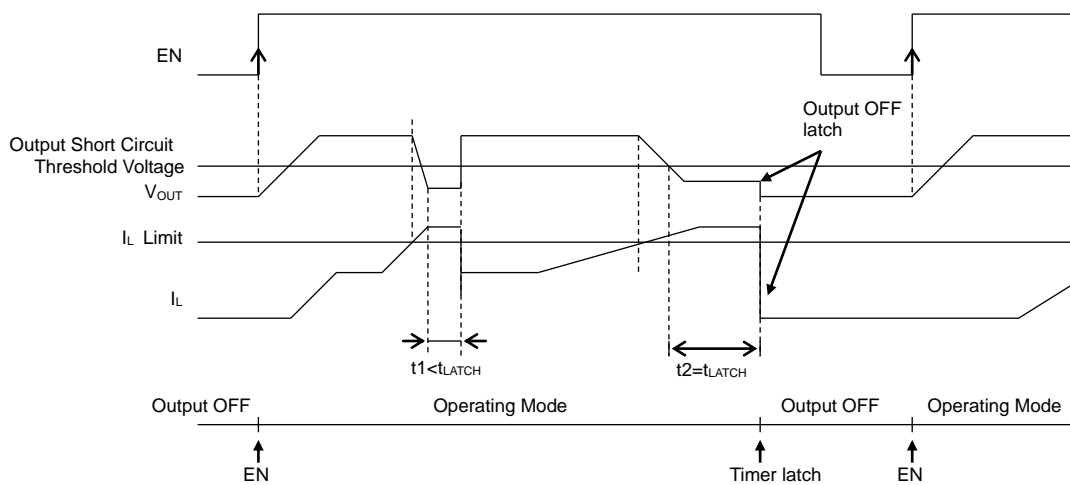 EN
Output OFF
latch
Output Short Circuit
Threshold Voltage
VOUT
IL Limit
IL
t1<tLATCH
t2=tLATCH
Output OFF
Operating Mode
Output OFF
Operating Mode
EN
Timer latch
EN